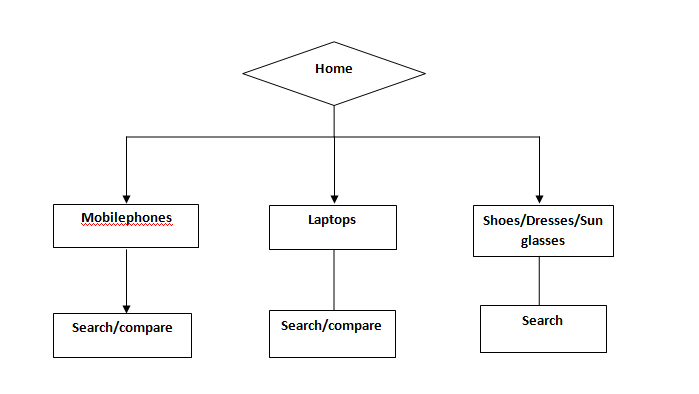 Home
Mobilephones
Laptops
Shoes/Dresses/Sun
glasses
Search/compare
Search/compare
Search